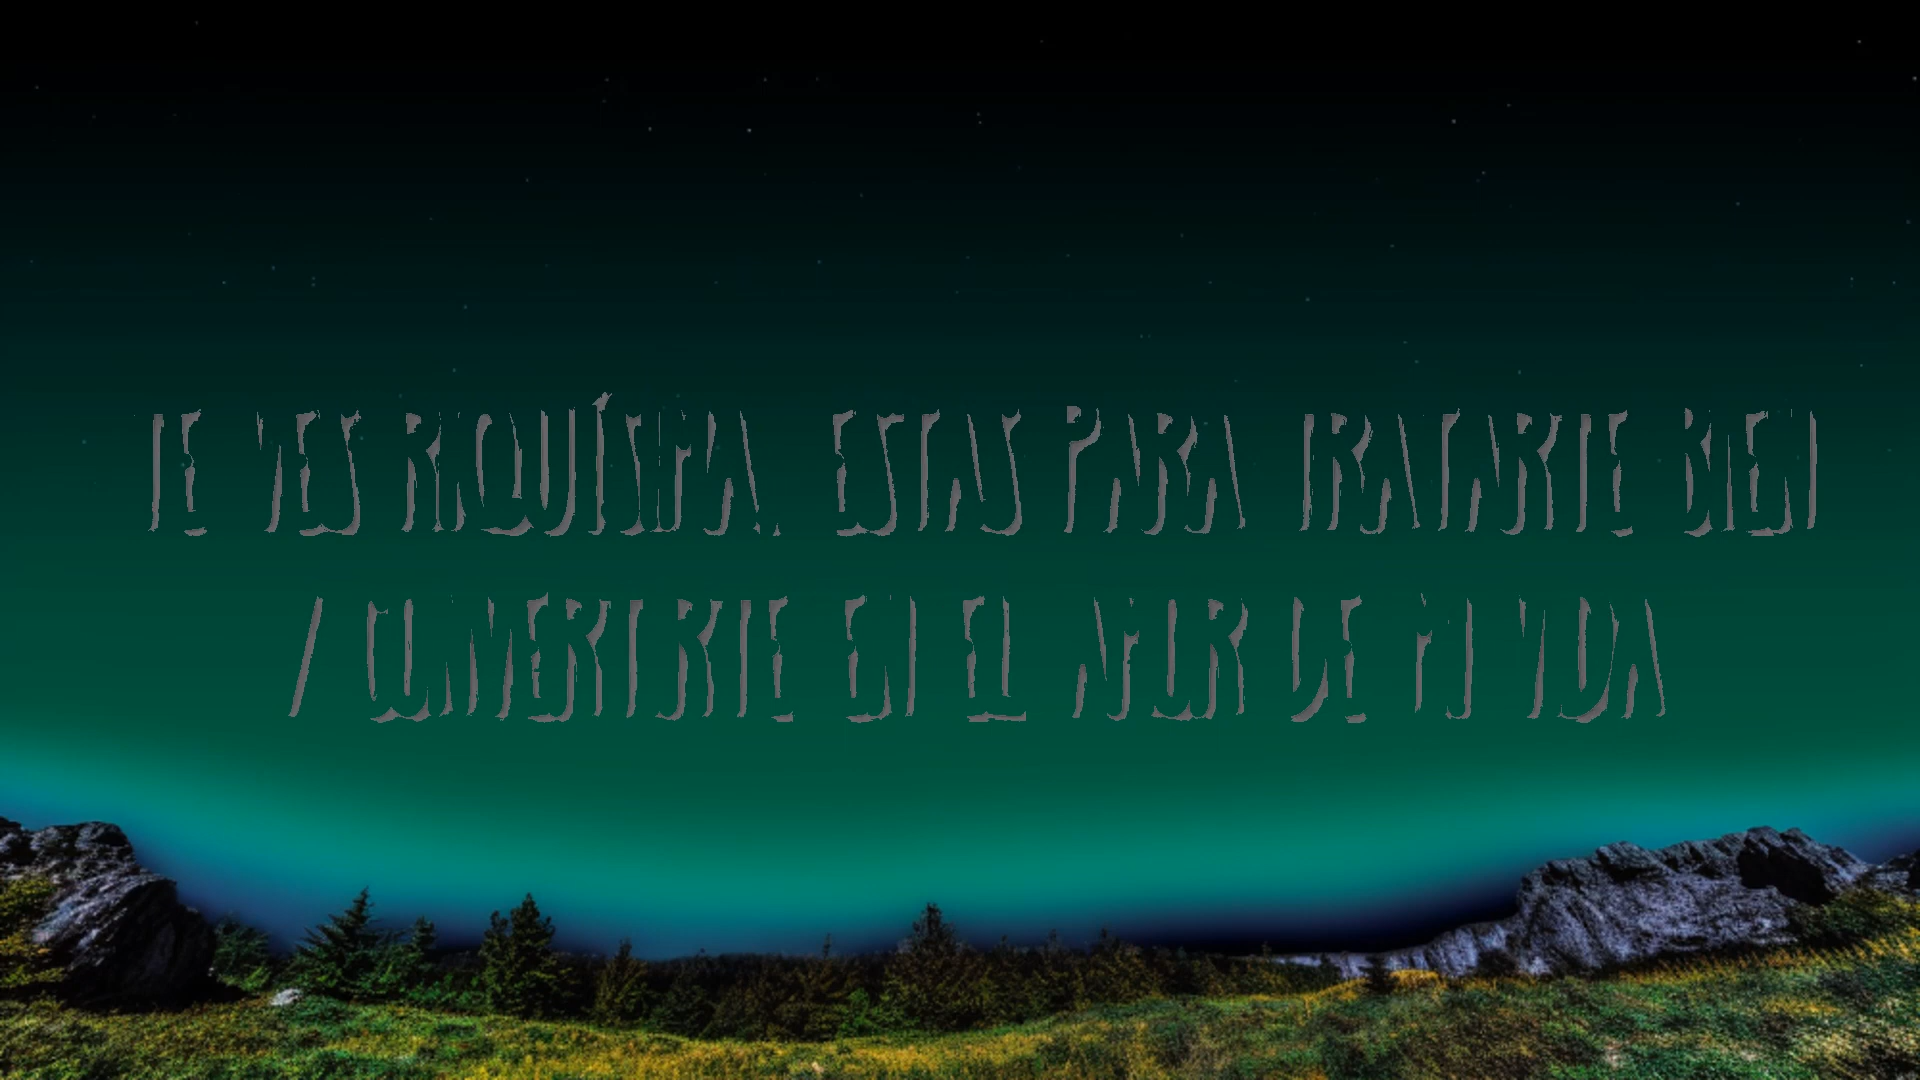 TE VES RIQUÍSIMA. ESTAS PARA TRATARTE BIEN
Y CONVERTIRTE EN EL AMOR DE MI VIDA